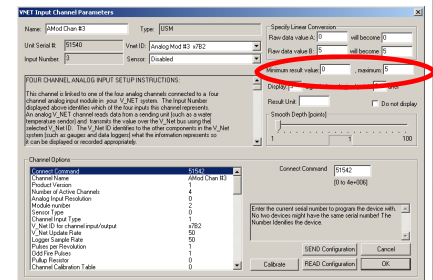 VNET Input Channel Parameters
Name: AMod Chan #3 Type: USM
Unit Serial #: 51540 Vnet ID: Analog Mod #3 x7B2
Input Number: 3 Sensor: Disabled
Specify Linear Conversion
Raw data value A: 0 will become 0
Raw data value B: 5 will become 5
Minimum result value: 0 , maximum: 5
Display
Result Unit Do not display
Smooth Depth (points)
1 1 100
FOUR CHANNEL ANALOG INPUT SETUP INSTRUCTIONS:
This channel is linked to one of the four analog channels connected to a four
channel analog input module in your V_NET system. The Input Number
displayed above identifies which of the four inputs this channel represents.
An analog V_NET channel reads data from a sending unit (such as a water
temperature sender) and transmits the value over the V_Net bus using the
selected V_Net ID. The V_Net ID identifies to the other components in the V_Net
system (such as gauges and data loggers) what the information represents so
it can be displayed or recorded appropriately.
Channel Options
Connect Command 51542
Channel Name AMod Chan #3
Product Version 1
Number of Active Channels 4
Analog Input Resolution 0
Module number 2
Sensor Type 0
Channel Input Type 1
V_Net ID for channel input/output x7B2
V_Net Update Rate 50
Logger Sample Rate 50
Pulses per Revolution 1
Odd Fire Pulses 1
Pullup Resistor 0
Channel Calibration Table 0
Connect Command 51542
(0 to 4e+006)
Enter the current serial number to program the device with.
No two devices might have the same serial number! The
Number Idenifies the device.
SEND Configuration Cancel
Calibrate READ Configuration OK